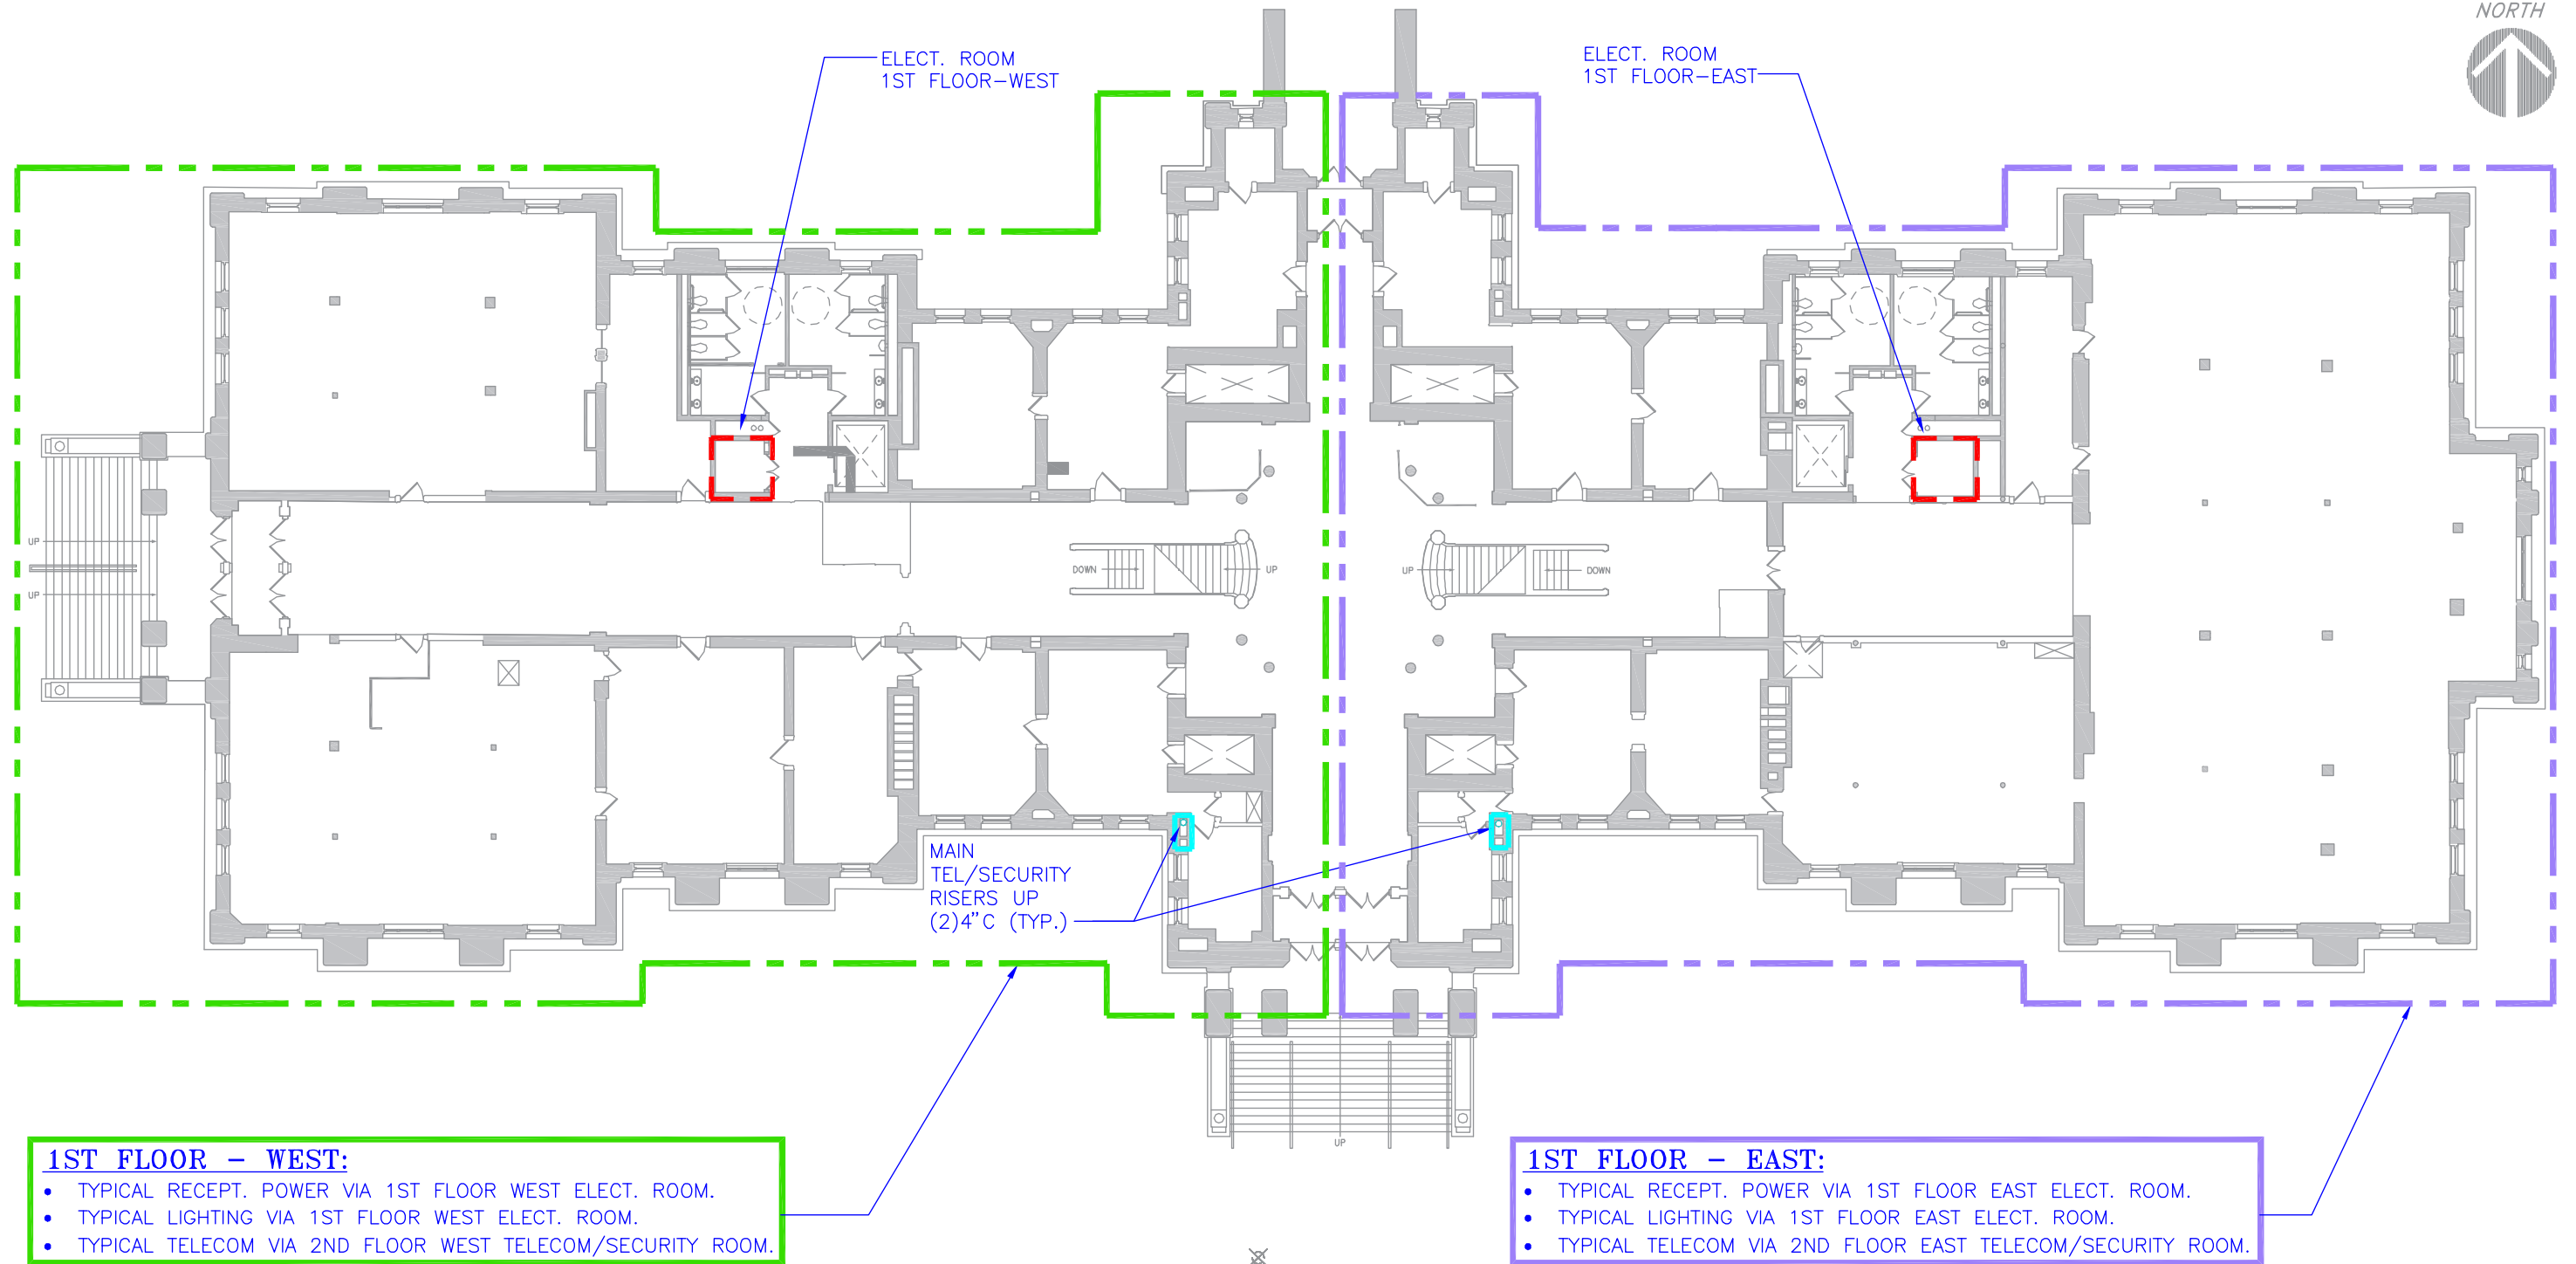 NORTH
ELECT. ROOM
1ST FLOOR-WEST
ELECT. ROOM
1ST FLOOR-EAST
UP
UP
DOWN
UP
UP
DOWN
MAIN
TEL/SECURITY
RISERS UP
(2)4"C (TYP.)
UP
1ST FLOOR - WEST:
• TYPICAL RECEPT. POWER VIA 1ST FLOOR WEST ELECT. ROOM.
• TYPICAL LIGHTING VIA 1ST FLOOR WEST ELECT. ROOM.
• TYPICAL TELECOM VIA 2ND FLOOR WEST TELECOM/SECURITY ROOM.
1ST FLOOR - EAST:
• TYPICAL RECEPT. POWER VIA 1ST FLOOR EAST ELECT. ROOM.
• TYPICAL LIGHTING VIA 1ST FLOOR EAST ELECT. ROOM.
• TYPICAL TELECOM VIA 2ND FLOOR EAST TELECOM/SECURITY ROOM.